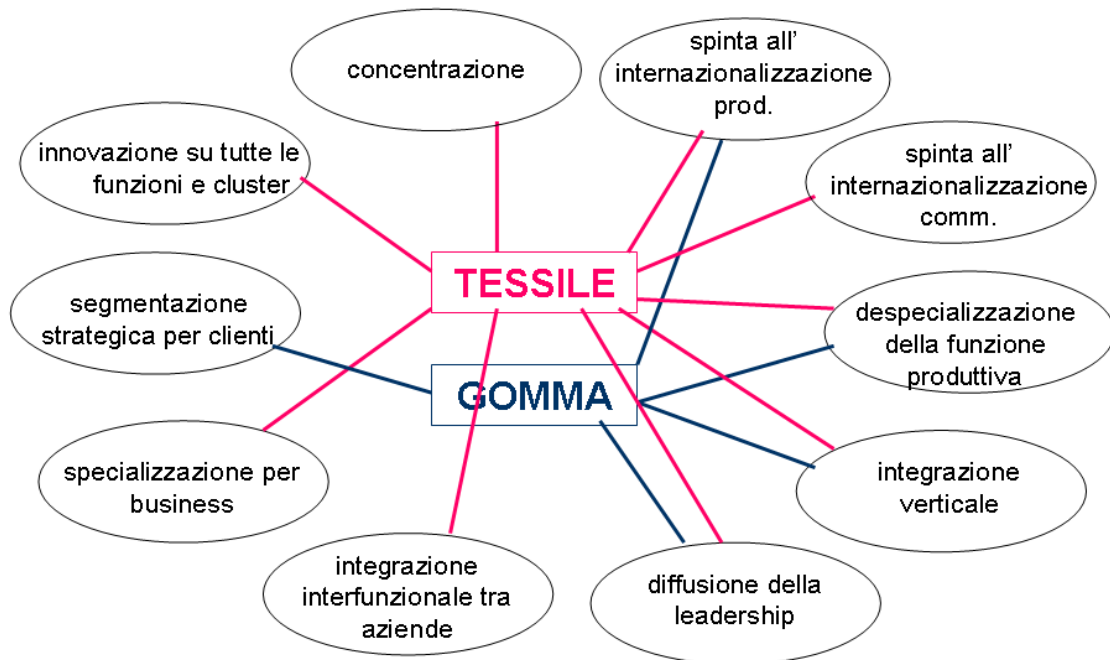 concentrazione
spinta all'
internazionalizzazione
prod.
innovazione su tutte le
funzioni e cluster
spinta all'
internazionalizzazione
comm.
TESSILE
segmentazione
strategica per clienti
despecializzazione
della funzione
produttiva
GOMMA
specializzazione per
business
integrazione
verticale
integrazione
interfunzionale tra
aziende
diffusione della
leadership